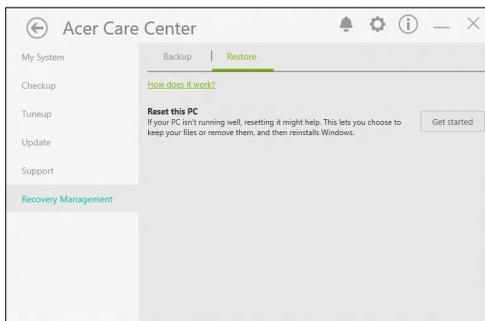 Acer Care Center
My System
Backup | Restore
Checkup
How does it work?
Tuneup
Reset this PC
If your PC isn't running well, resetting it might help. This lets you choose to
keep your files or remove them, and then reinstalls Windows.
Get started
Update
Support
Recovery Management